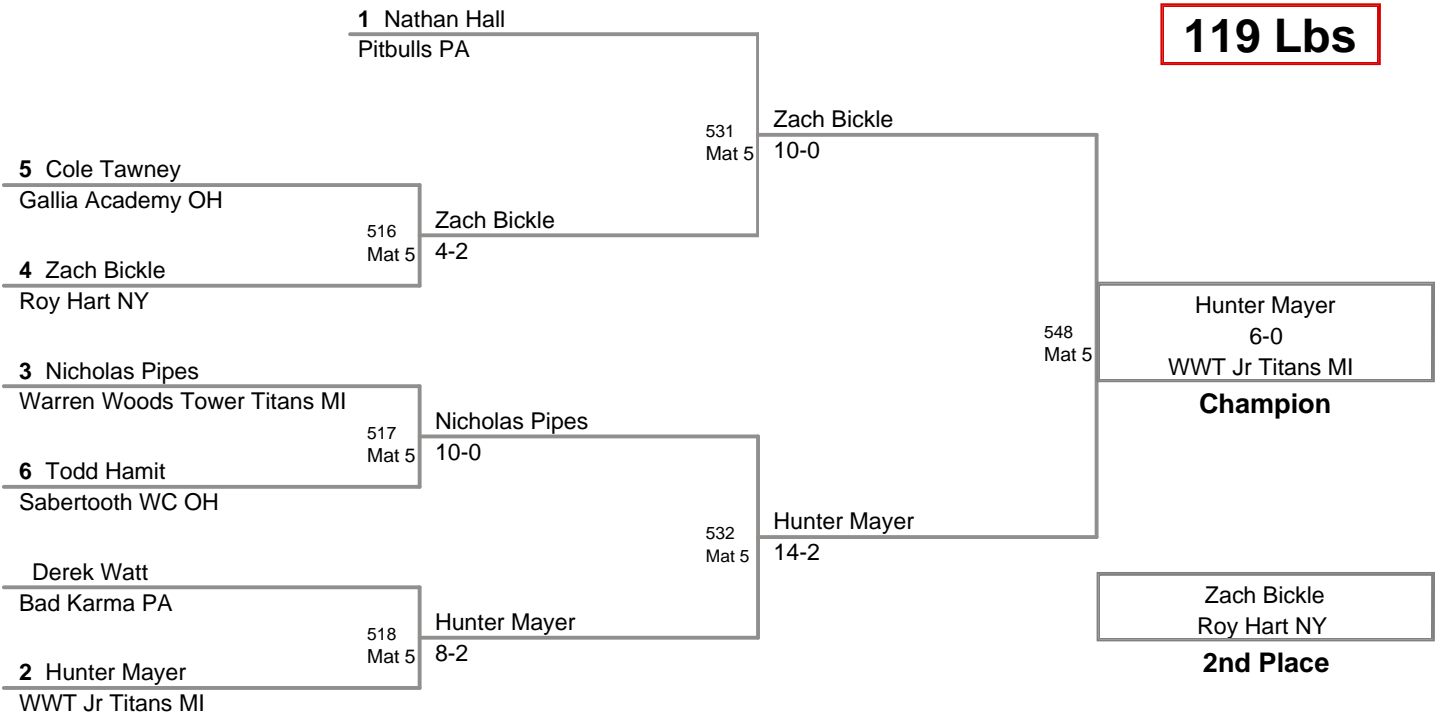 1 Nathan Hall
Pitbulls PA
119 Lbs
531
Mat 5
Zach Bickle
10-0
5 Cole Tawney
Gallia Academy OH
516
Mat 5
Zach Bickle
4-2
4 Zach Bickle
Roy Hart NY
548
Mat 5
Hunter Mayer
6-0
WWT Jr Titans MI
Champion
3 Nicholas Pipes
Warren Woods Tower Titans MI
517
Mat 5
Nicholas Pipes
10-0
6 Todd Hamit
Sabertooth WC OH
532
Mat 5
Hunter Mayer
14-2
Derek Watt
Bad Karma PA
518
Mat 5
Hunter Mayer
8-2
2 Hunter Mayer
WWT Jr Titans MI
Zach Bickle
Roy Hart NY
2nd Place